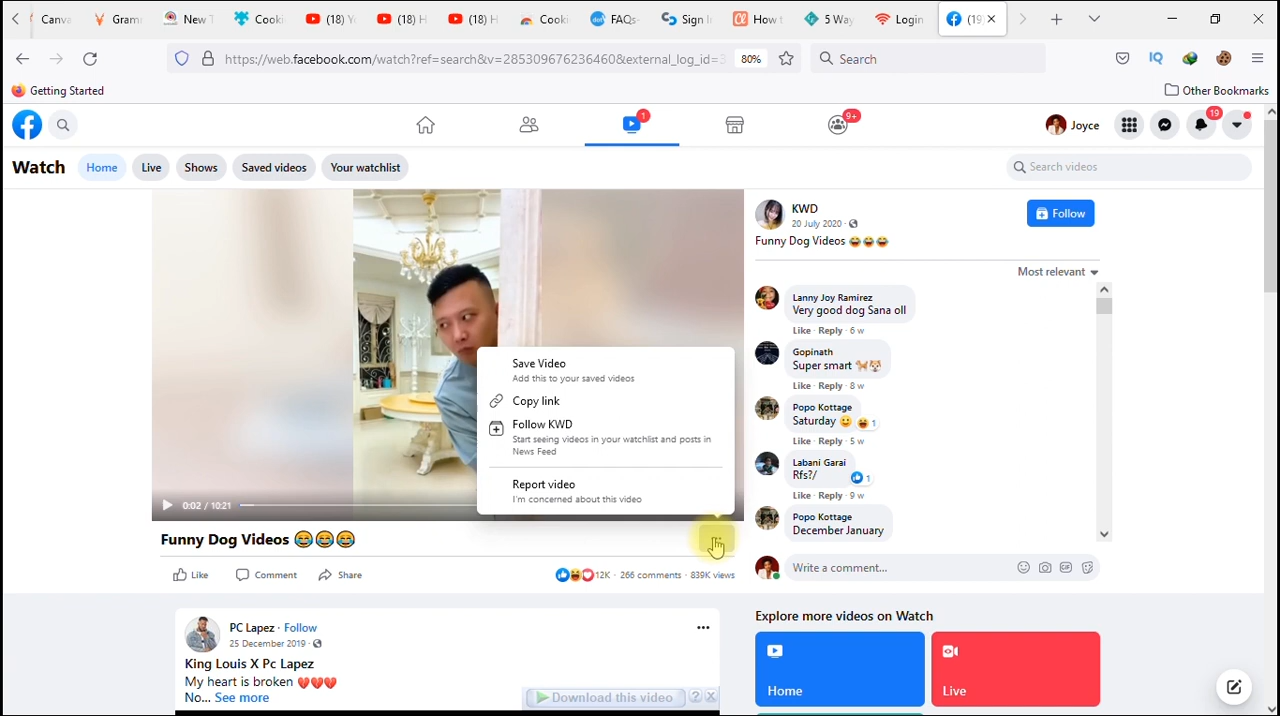 Canva
Gram
New T
Cooki
(18) Y
(18) H
(18) H
Cooki
FAQs-
Sign I
How t
5 Way
Login
(19)
https://web.facebook.com/watch?ref=search&v=285309676236460&external_log_id=3
80%
Search
IQ
Getting Started
Other Bookmarks
1
9+
Joyce
19
Watch
Home
Live
Shows
Saved videos
Your watchlist
Search videos
KWD
20 July 2020 ·
Follow
Funny Dog Videos 😂😂😂
Most relevant
Lanny Joy Ramirez
Very good dog Sana oll
Like · Reply · 6 w
Gopinath
Super smart 🐕🐯
Like · Reply · 8 w
Popo Kottage
Saturday 🙂
1
Like · Reply · 5 w
Labani Garai
Rfs?/
1
Like · Reply · 9 w
Popo Kottage
December January
Write a comment...
GIF
Save Video
Add this to your saved videos
Copy link
Follow KWD
Start seeing videos in your watchlist and posts in
News Feed
Report video
I'm concerned about this video
0:02 / 10:21
Funny Dog Videos 😂😂😂
Like
Comment
Share
12K · 266 comments · 839K views
PC Lapez · Follow
25 December 2019 ·
King Louis X Pc Lapez
My heart is broken 💔💔💔
No... See more
Download this video
?
X
Explore more videos on Watch
Home
Live